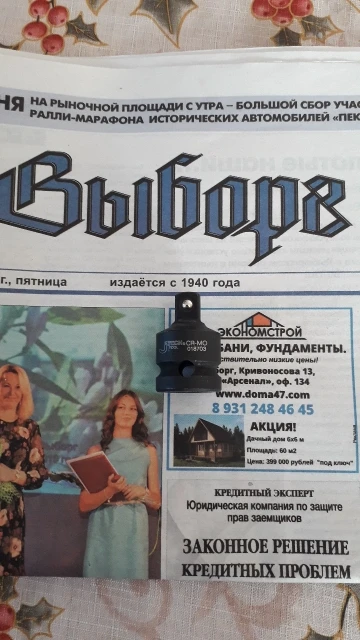 НЯ НА РЫНОЧНОЙ ПЛОЩАДИ С УТРА – БОЛЬШОЙ СБОР УЧАС
РАЛЛИ-МАРАФОНА ИСТОРИЧЕСКИХ АВТОМОБИЛЕЙ «ПЕК
Выборг
г., пятница издаётся с 1940 года
CR-MO
018703
ЭКОНОМСТРОЙ
БАНИ, ФУНДАМЕНТЫ.
низкие цены!
орг, Кривоносова 13,
«Арсенал», оф. 134
www.doma47.com
8 931 248 46 45
АКЦИЯ!
Дачный дом 6х6 м
Площадь: 60 м2
Цена: 399 000 рублей "под ключ"
КРЕДИТНЫЙ ЭКСПЕРТ
Юридическая компания по защите
прав заемщиков
ЗАКОННОЕ РЕШЕНИЕ
КРЕДИТНЫХ ПРОБЛЕМ